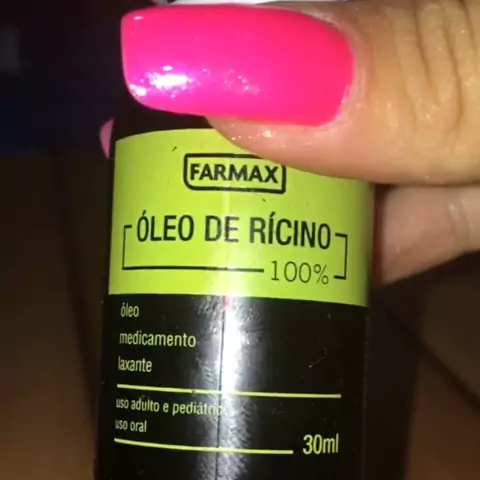 FARMAX
ÓLEO DE RÍCINO
100%
óleo
medicamento
laxante
uso adulto e pediátrico
uso oral
30ml